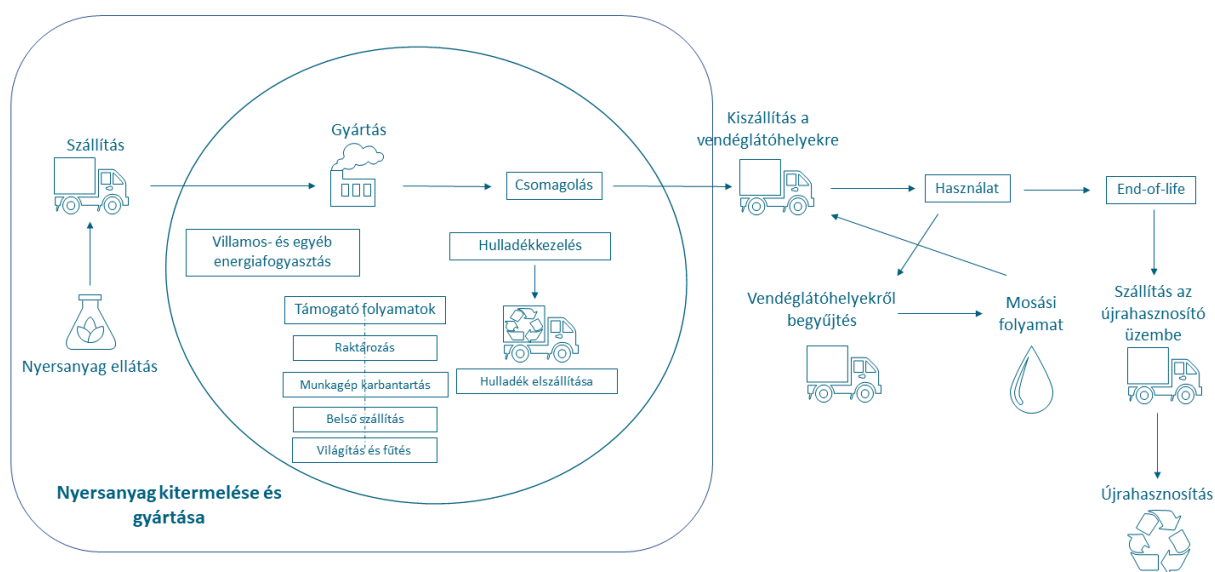 Szállítás
Nyersanyag ellátás
Nyersanyag kitermelése és
gyártása
Gyártás
Csomagolás
Villamos- és egyéb
energiafogyasztás
Támogató folyamatok
Raktározás
Munkagép karbantartás
Belső szállítás
Világítás és fűtés
Hulladékkezelés
Hulladék elszállítása
Kiszállítás a
vendéglátóhelyekre
Használat
End-of-life
Vendéglátóhelyekről
begyűjtés
Mosási
folyamat
Szállítás az
újrahasznosító
üzembe
Újrahasznosítás